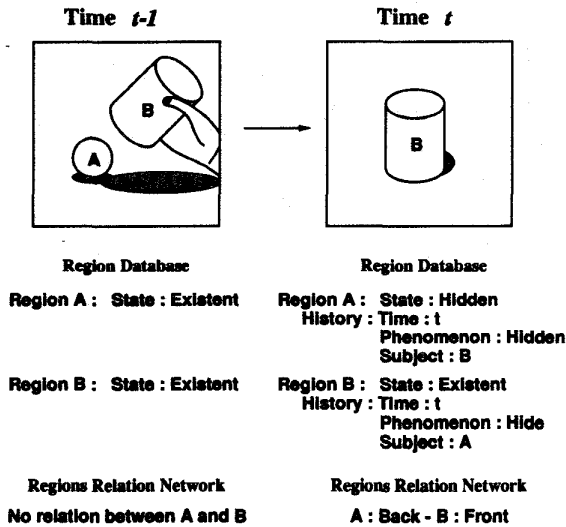 Time t-1
Time t
B
A
B
Region Database
Region A : State : Existent
Region B : State : Existent
Regions Relation Network
No relation between A and B
Region Database
Region A : State : Hidden
History : Time : t
Phenomenon : Hidden
Subject : B
Region B : State : Existent
History : Time : t
Phenomenon : Hide
Subject : A
Regions Relation Network
A : Back - B : Front